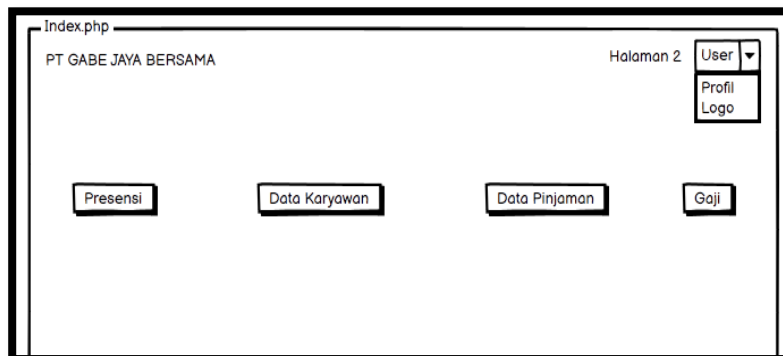 Index.php
PT GABE JAYA BERSAMA
Halaman 2
User
Profil
Logo
Presensi
Data Karyawan
Data Pinjaman
Gaji